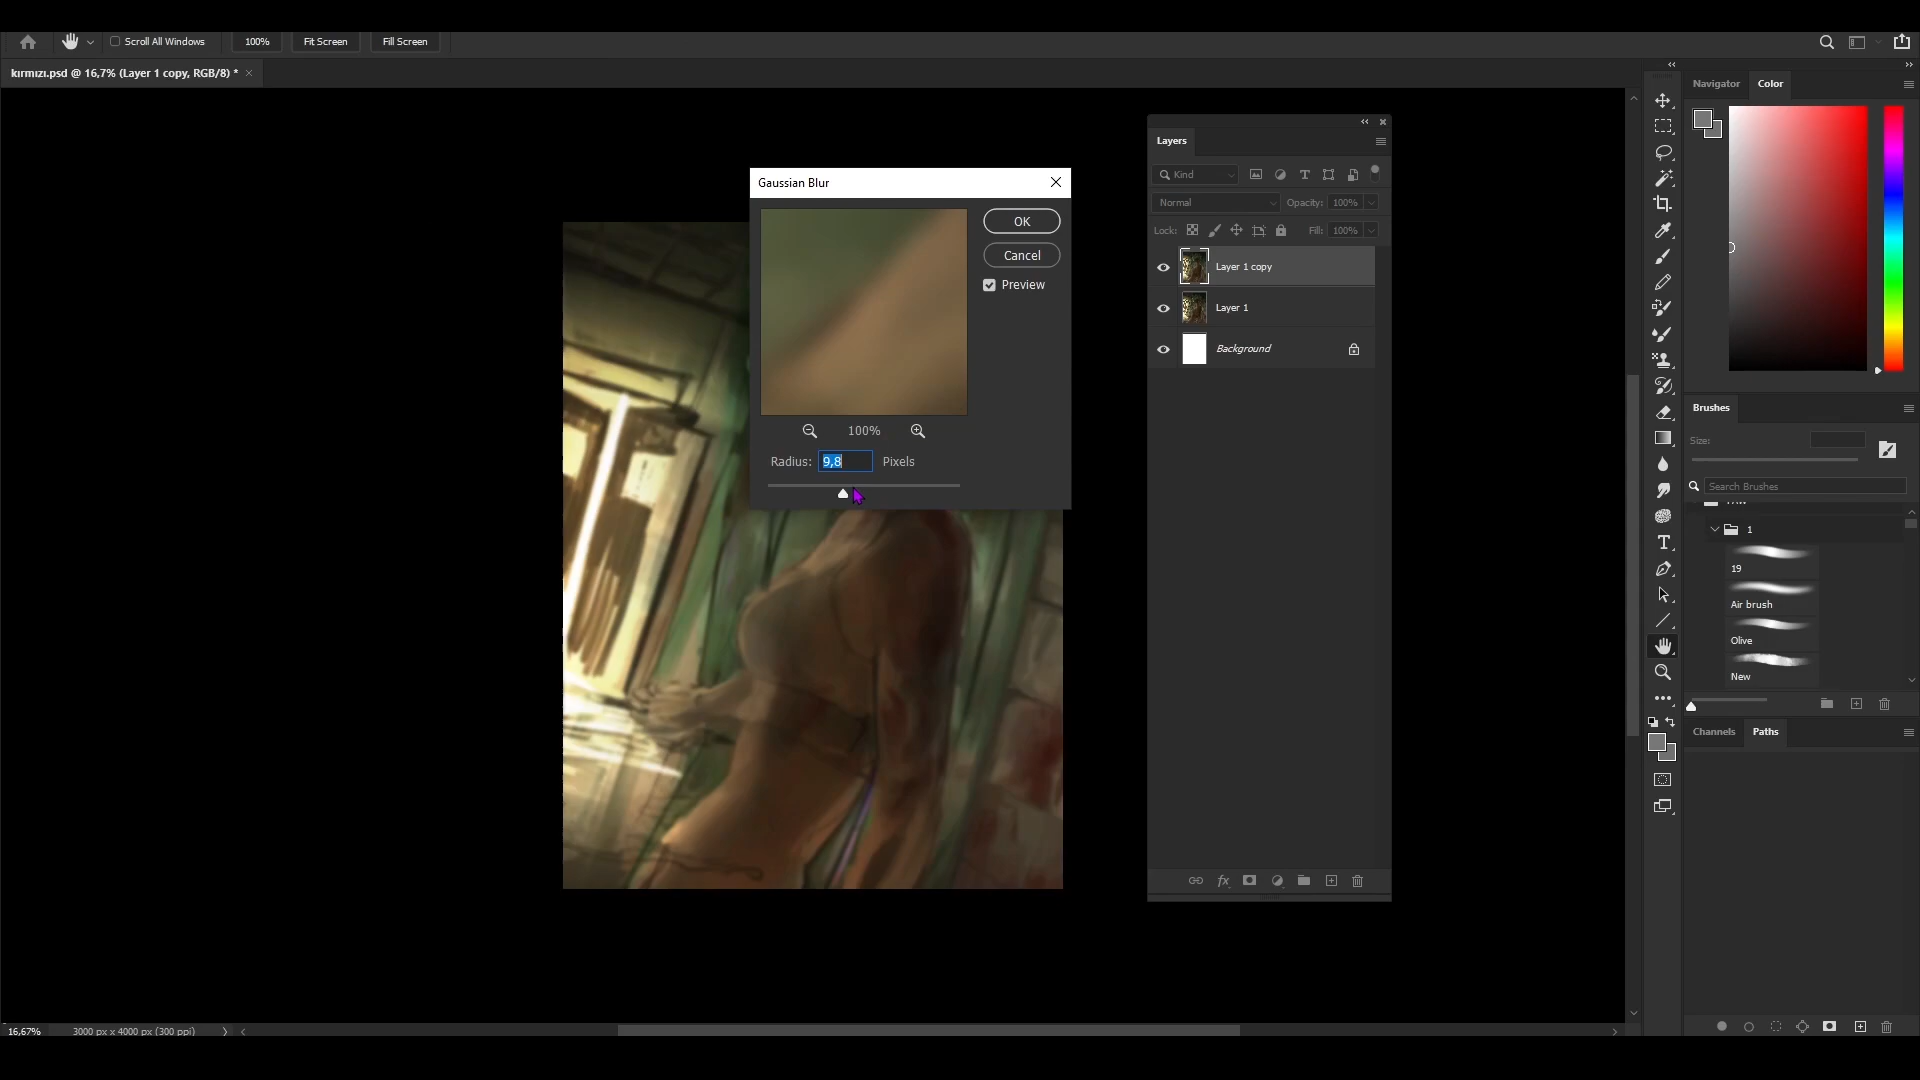 Scroll All Windows
100%
Fit Screen
Fill Screen
kırmızı.psd @ 16,7% (Layer 1 copy, RGB/8) *
Navigator
Color
Layers
Gaussian Blur
Kind
Normal
Opacity: 100%
OK
Lock:
Fill: 100%
Cancel
Layer 1 copy
Preview
Layer 1
Background
Brushes
100%
Size:
Radius: 9,8 Pixels
Search Brushes
1
19
Air brush
Olive
New
Channels
Paths
16,67%
3000 px x 4000 px (300 ppi)